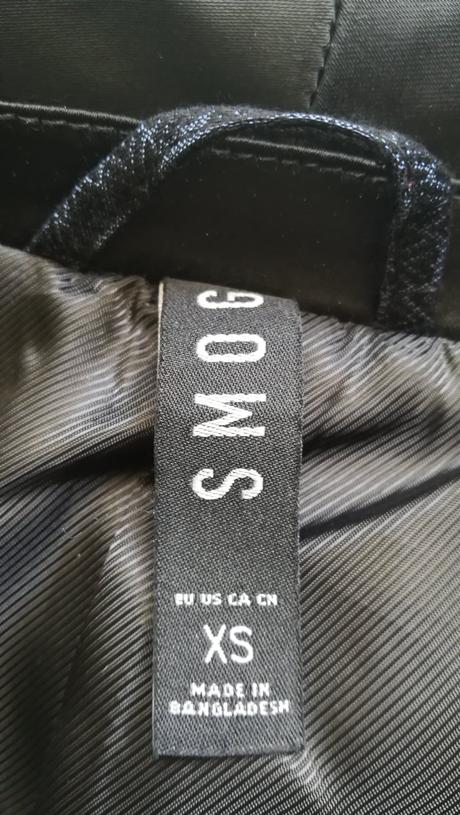 SMOG
EU US CA CN
XS
MADE IN
BANGLADESH